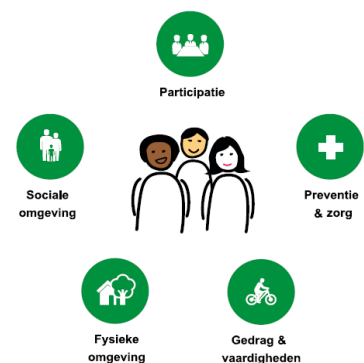 Participatie
Sociale
omgeving
Preventie
& zorg
Fysieke
omgeving
Gedrag &
vaardigheden